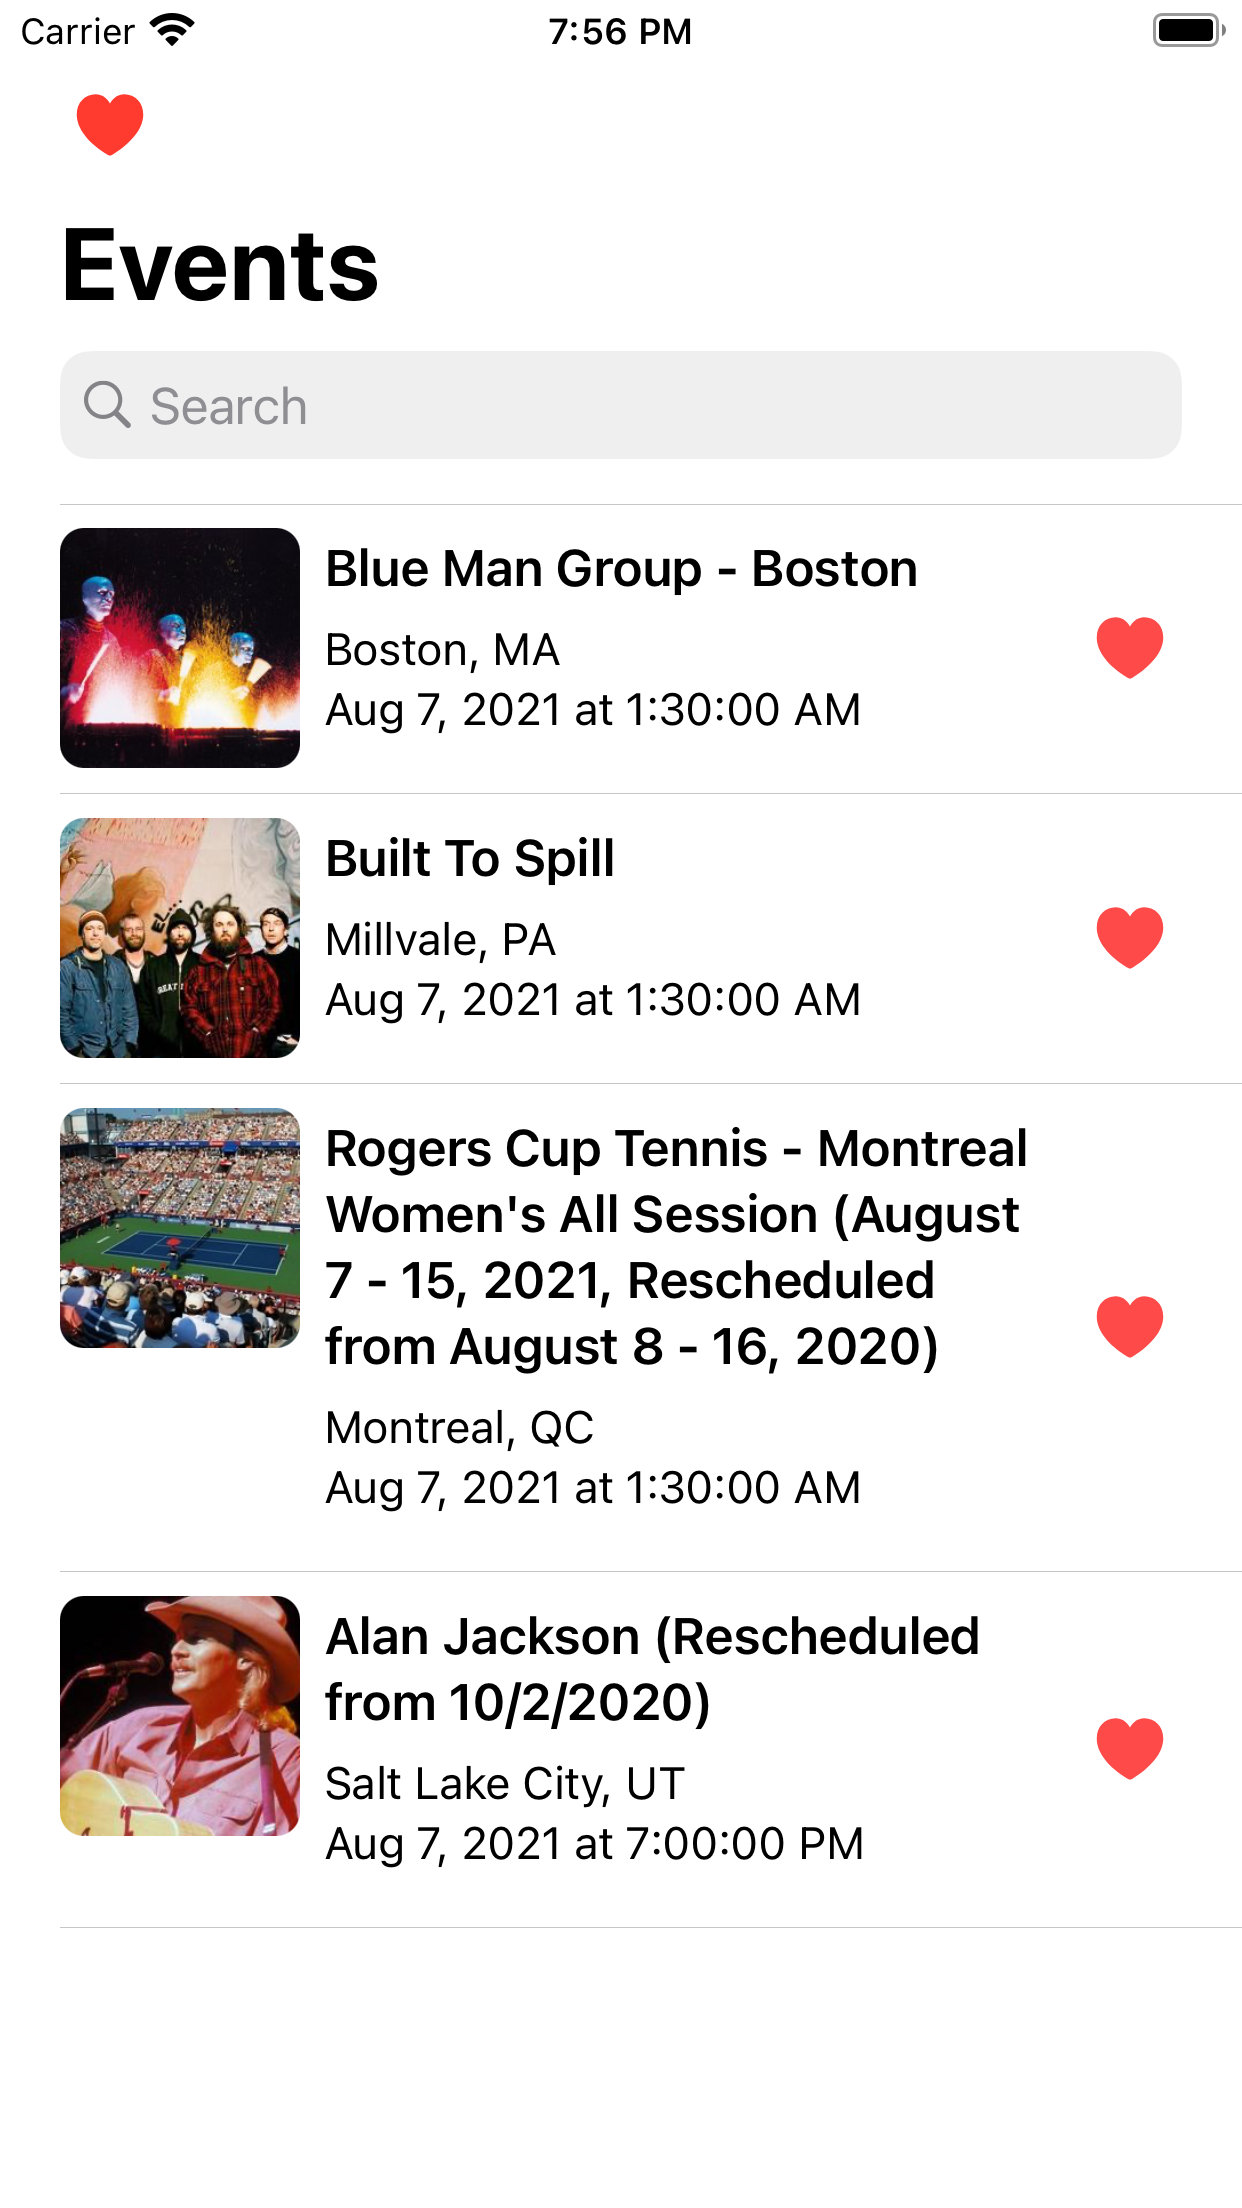 Carrier 7:56 PM
Events
Search
Blue Man Group - Boston
Boston, MA
Aug 7, 2021 at 1:30:00 AM
Built To Spill
Millvale, PA
Aug 7, 2021 at 1:30:00 AM
Rogers Cup Tennis - Montreal
Women's All Session (August
7 - 15, 2021, Rescheduled
from August 8 - 16, 2020)
Montreal, QC
Aug 7, 2021 at 1:30:00 AM
Alan Jackson (Rescheduled
from 10/2/2020)
Salt Lake City, UT
Aug 7, 2021 at 7:00:00 PM